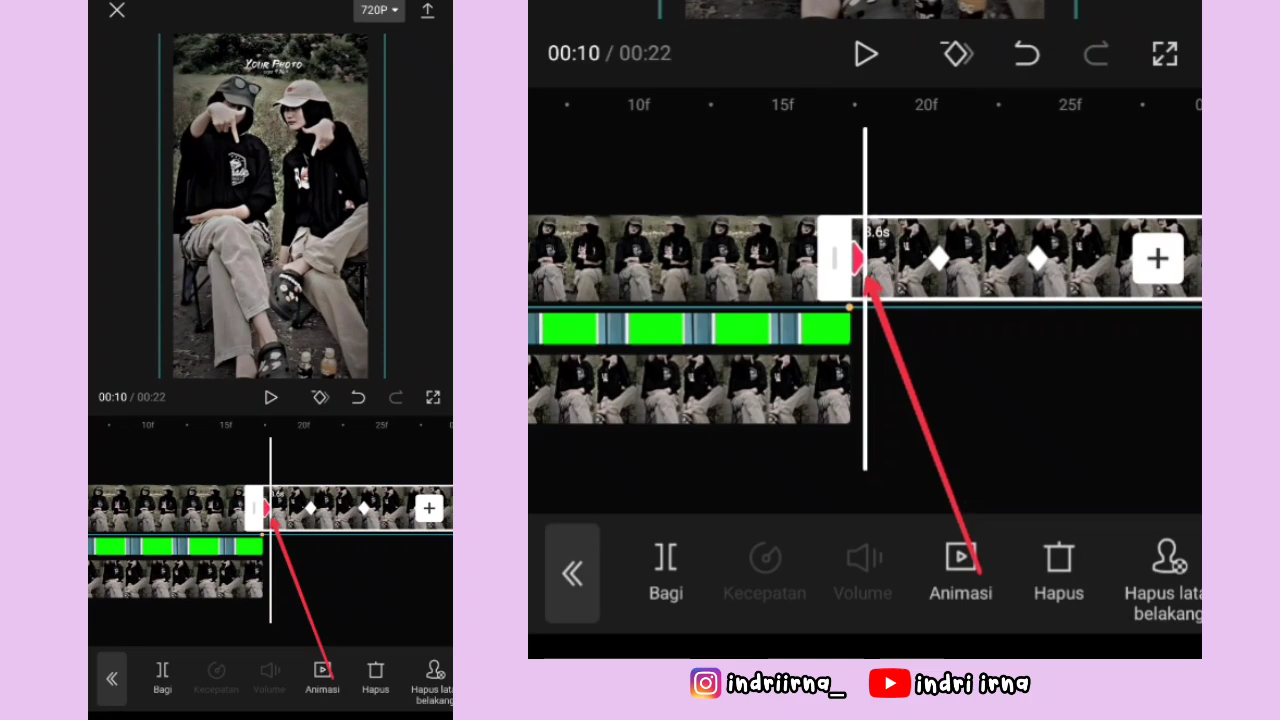 720P
YOUR PHOTO
00:10 / 00:22
10f 15f 20f 25f
Bagi Kecepatan Volume Animasi Hapus Hapus lata
belakang
00:10 / 00:22
10f 15f 20f 25f
3.6s
Bagi Kecepatan Volume Animasi Hapus Hapus lata
belakang
indriirna_ indri irna